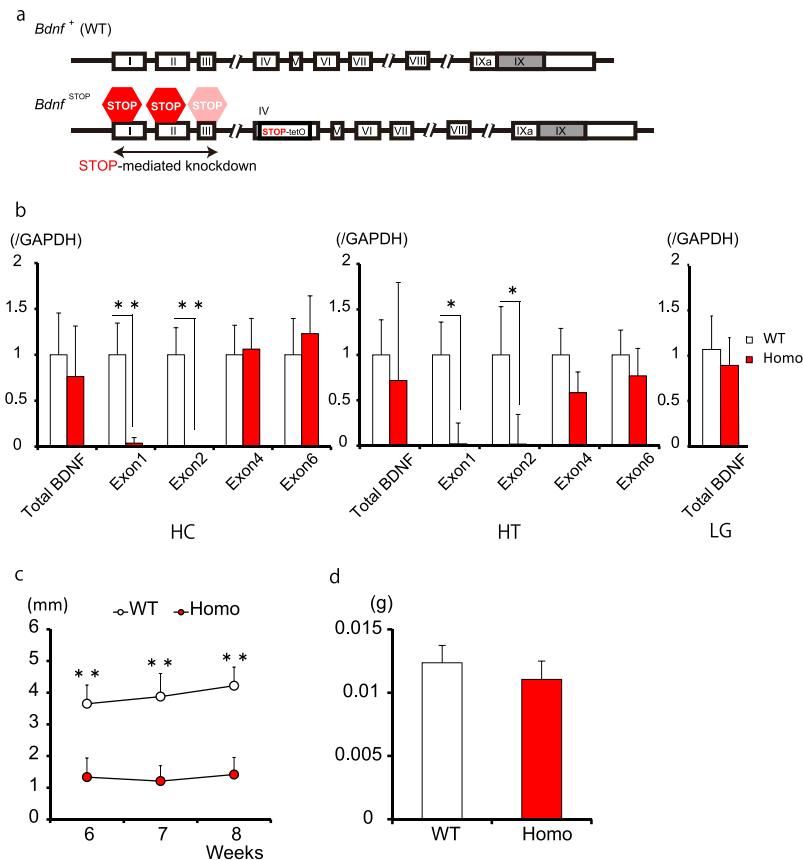 a
Bdnf + (WT)
I II III IV V VI VII VIII IXa IX
Bdnf STOP
STOP STOP STOP
IV
I II III STOP-tetO V VI VII VIII IXa IX
STOP-mediated knockdown
b
(/GAPDH) (/GAPDH) (/GAPDH)
2 2 2
1.5 ** ** 1.5 * * 1.5
1 1 1
0.5 0.5 0.5
0 0 0
WT
Homo
Total BDNF Exon1 Exon2 Exon4 Exon6 Total BDNF Exon1 Exon2 Exon4 Exon6 Total BDNF
HC HT LG
c
(mm) WT Homo
6
5
4
3
2
1
0
** ** **
6 7 8
Weeks
d
(g)
0.015
0.01
0.005
0
WT Homo